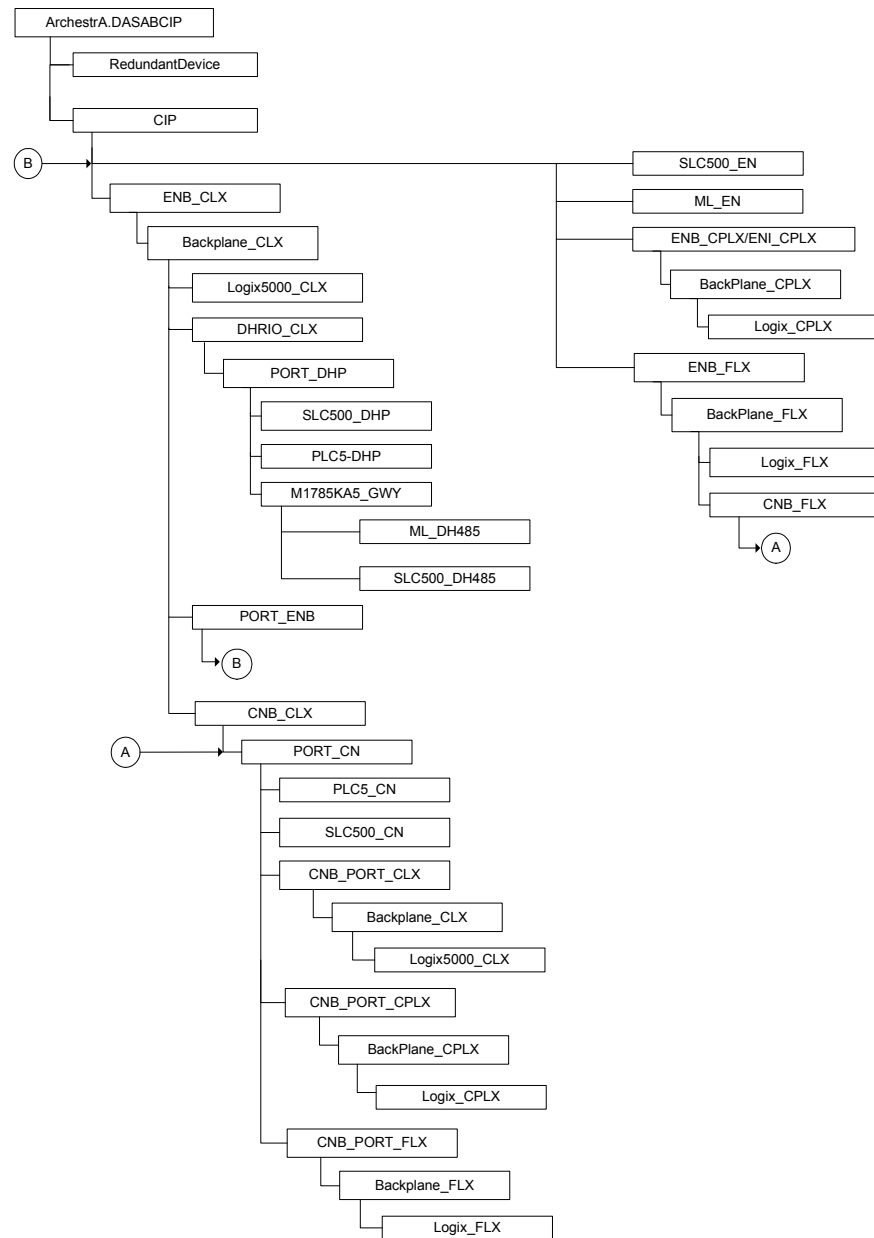 ArchestrA.DASABCIP
RedundantDevice
CIP
B
SLC500_EN
ENB_CLX
ML_EN
Backplane_CLX
ENB_CPLX/ENI_CPLX
Logix5000_CLX
BackPlane_CPLX
DHRIO_CLX
Logix_CPLX
PORT_DHP
ENB_FLX
SLC500_DHP
BackPlane_FLX
PLC5-DHP
Logix_FLX
M1785KA5_GWY
CNB_FLX
ML_DH485
A
SLC500_DH485
PORT_ENB
B
CNB_CLX
A
PORT_CN
PLC5_CN
SLC500_CN
CNB_PORT_CLX
Backplane_CLX
Logix5000_CLX
CNB_PORT_CPLX
BackPlane_CPLX
Logix_CPLX
CNB_PORT_FLX
Backplane_FLX
Logix_FLX